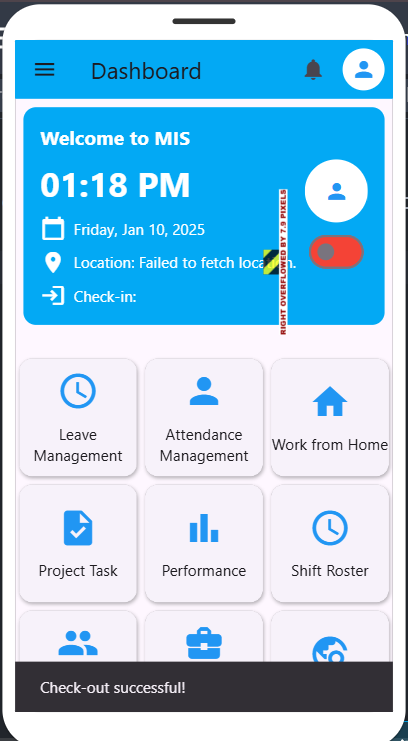 Dashboard
Welcome to MIS
01:18 PM
Friday, Jan 10, 2025
Location: Failed to fetch loca n.
RIGHT OVERFLOWED BY 7.9 PIXELS
Check-in:
Leave
Management
Attendance
Management
Work from Home
Project Task
Performance
Shift Roster
Check-out successful!